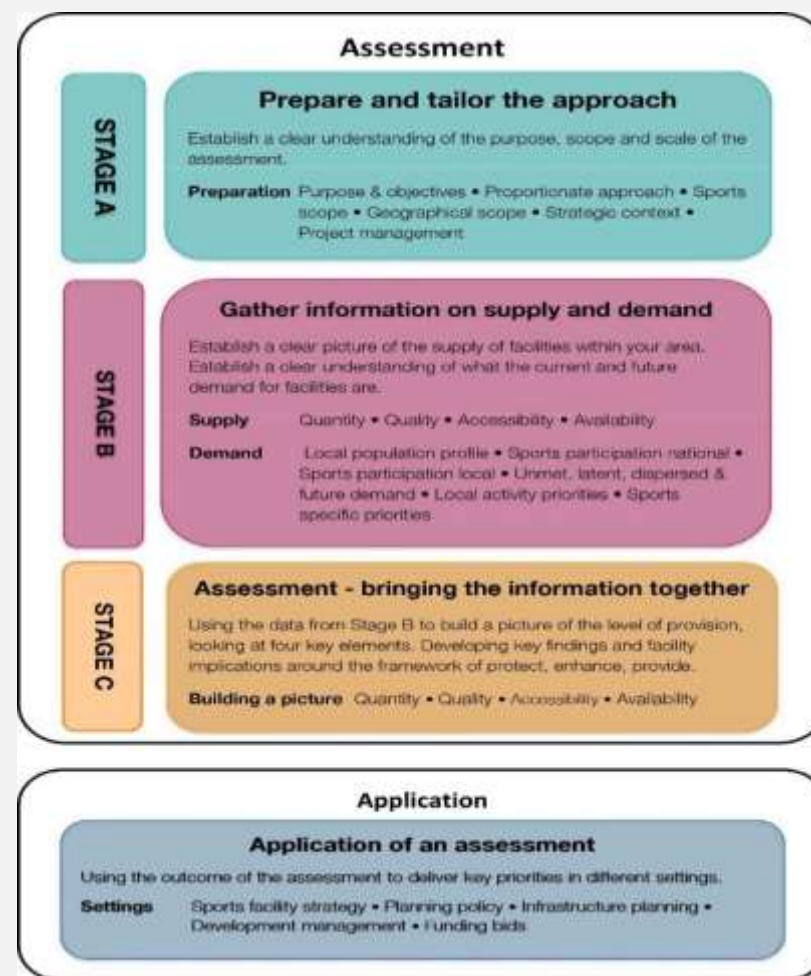 Assessment
STAGE A
Prepare and tailor the approach
Establish a clear understanding of the purpose, scope and scale of the
assessment.
Preparation Purpose & objectives • Proportionate approach • Sports
scope • Geographical scope • Strategic context •
Project management
STAGE B
Gather information on supply and demand
Establish a clear picture of the supply of facilities within your area.
Establish a clear understanding of what the current and future
demand for facilities are.
Supply Quantity • Quality • Accessibility • Availability
Demand Local population profile • Sports participation national •
Sports participation local • Unmet, latent, dispersed &
future demand • Local activity priorities • Sports
specific priorities
STAGE C
Assessment - bringing the information together
Using the data from Stage B to build a picture of the level of provision,
looking at four key elements. Developing key findings and facility
implications around the framework of protect, enhance, provide.
Building a picture Quantity • Quality • Accessibility • Availability
Application
Application of an assessment
Using the outcome of the assessment to deliver key priorities in different settings.
Settings Sports facility strategy • Planning policy • Infrastructure planning •
Development management • Funding bids